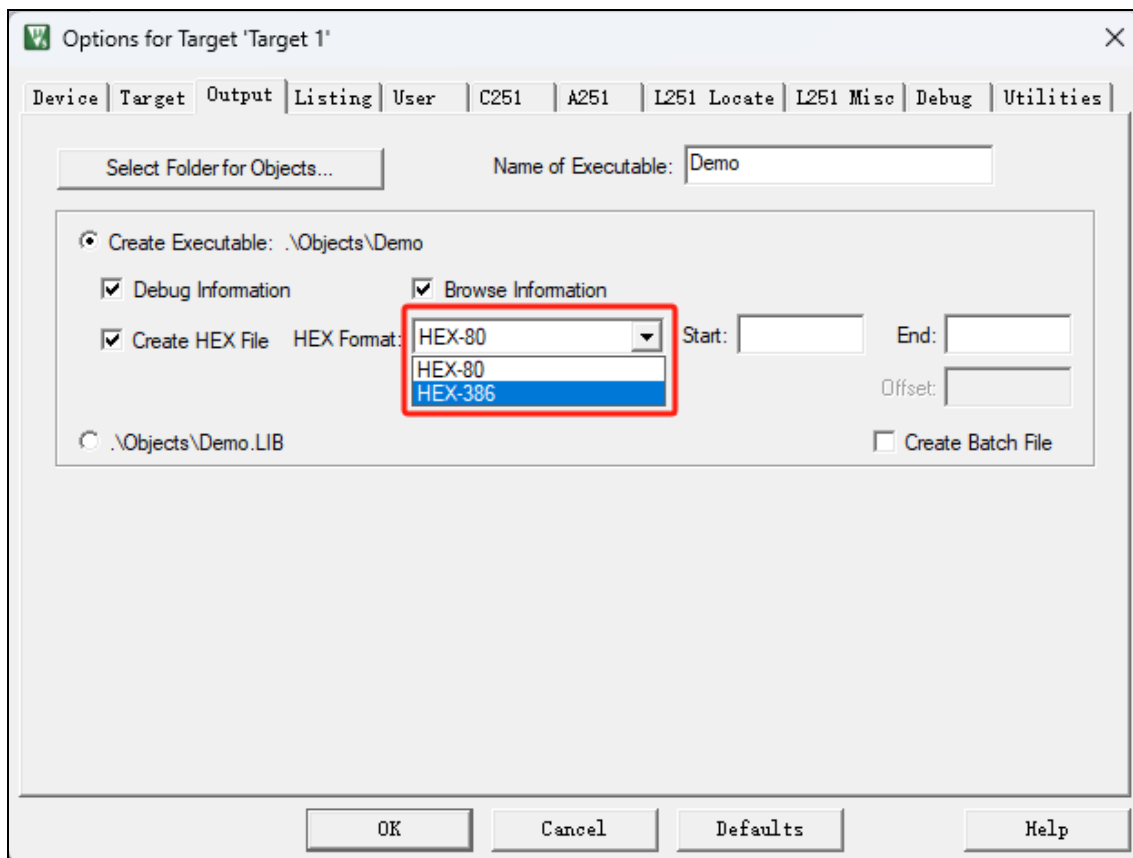 Options for Target 'Target 1'
Device Target Output Listing User C251 A251 L251 Locate L251 Misc Debug Utilities
Select Folder for Objects... Name of Executable: Demo
Create Executable: .\Objects\Demo
Debug Information Browse Information
Create HEX File HEX Format: HEX-80 Start: End:
HEX-80
HEX-386 Offset:
.\Objects\Demo.LIB Create Batch File
OK Cancel Defaults Help